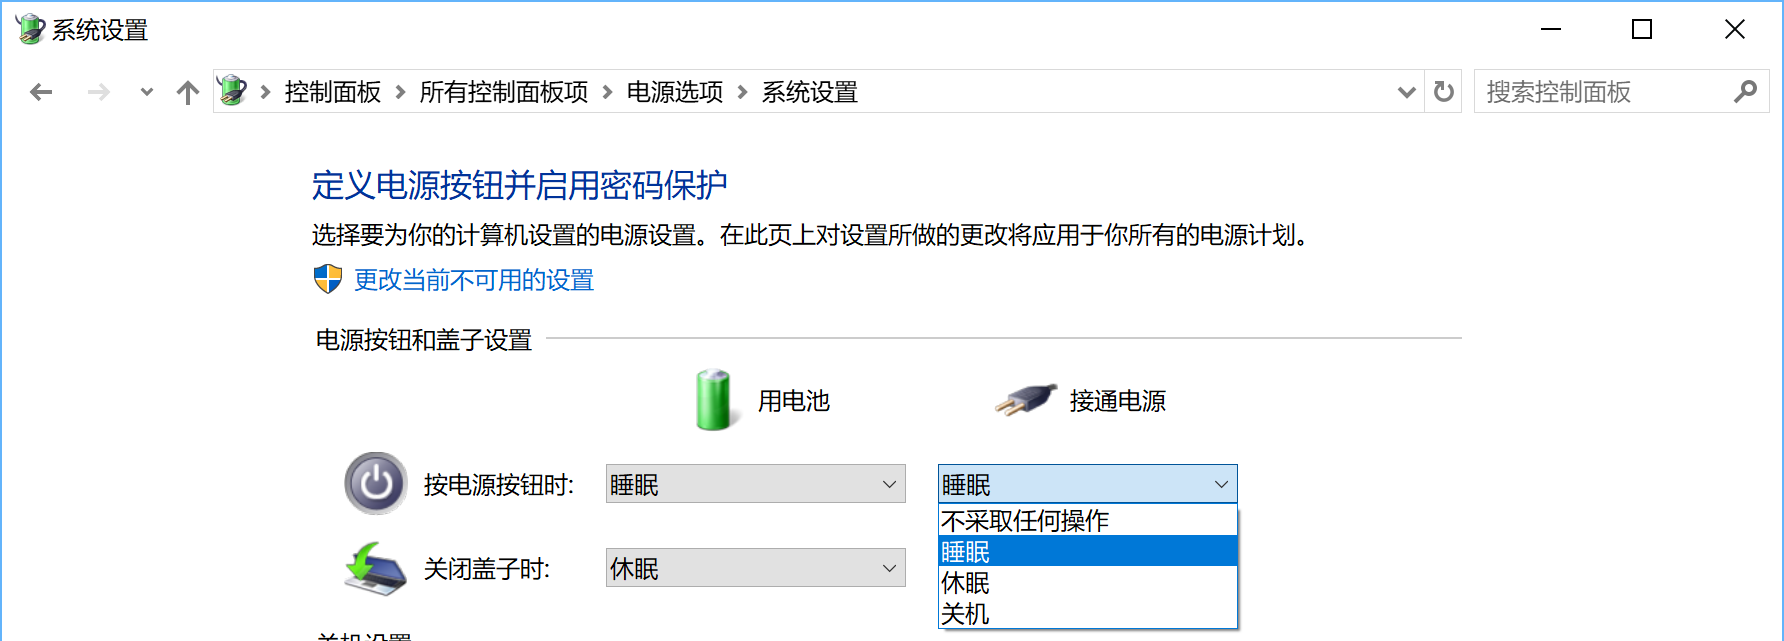 系统设置
控制面板 > 所有控制面板项 > 电源选项 > 系统设置
搜索控制面板
定义电源按钮并启用密码保护
选择要为你的计算机设置的电源设置。在此页上对设置所做的更改将应用于你所有的电源计划。
更改当前不可用的设置
电源按钮和盖子设置
用电池 接通电源
按电源按钮时: 睡眠 睡眠
不采取任何操作
睡眠
关闭盖子时: 休眠
休眠
关机
关机设置